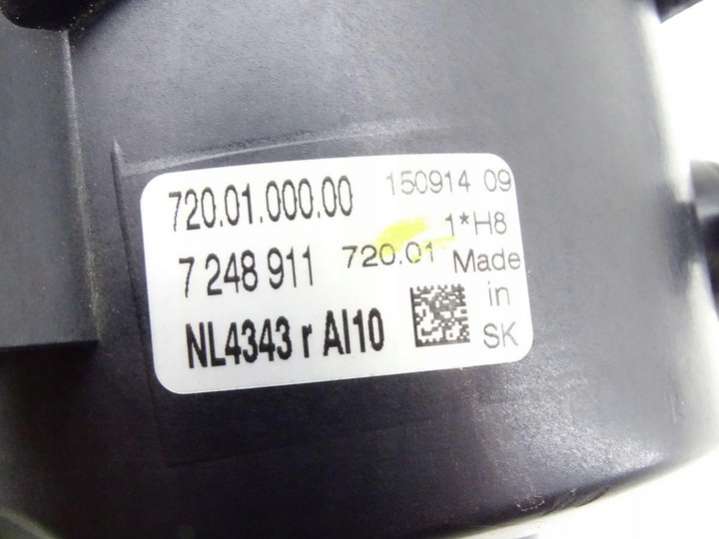 720.01.000.00 150914 09
1*H8
7 248 911 720.01 Made
in
NL4343 r AI10 SK